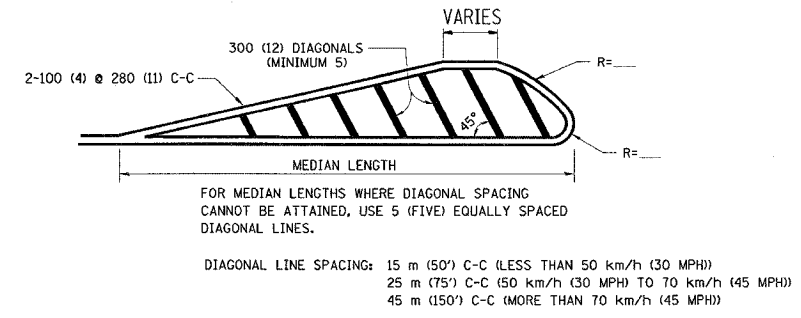 VARIES
300 (12) DIAGONALS
(MINIMUM 5)
R=___
2-100 (4) @ 280 (11) C-C
45°
R=___
MEDIAN LENGTH
FOR MEDIAN LENGTHS WHERE DIAGONAL SPACING
CANNOT BE ATTAINED, USE 5 (FIVE) EQUALLY SPACED
DIAGONAL LINES.
DIAGONAL LINE SPACING: 15 m (50') C-C (LESS THAN 50 km/h (30 MPH))
25 m (75') C-C (50 km/h (30 MPH) TO 70 km/h (45 MPH))
45 m (150') C-C (MORE THAN 70 km/h (45 MPH))